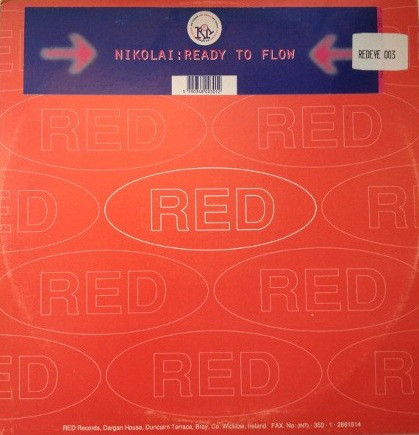 NIKOLAI:READY TO FLOW
REDEYE 003
RED RED
RED RED RED
RED RED
RED RED RED
RED Records, Dargan House, Duncairn Terrace, Bray, Co. Wicklow, Ireland. FAX. No: (INT) · 353 · 1 · 2861514